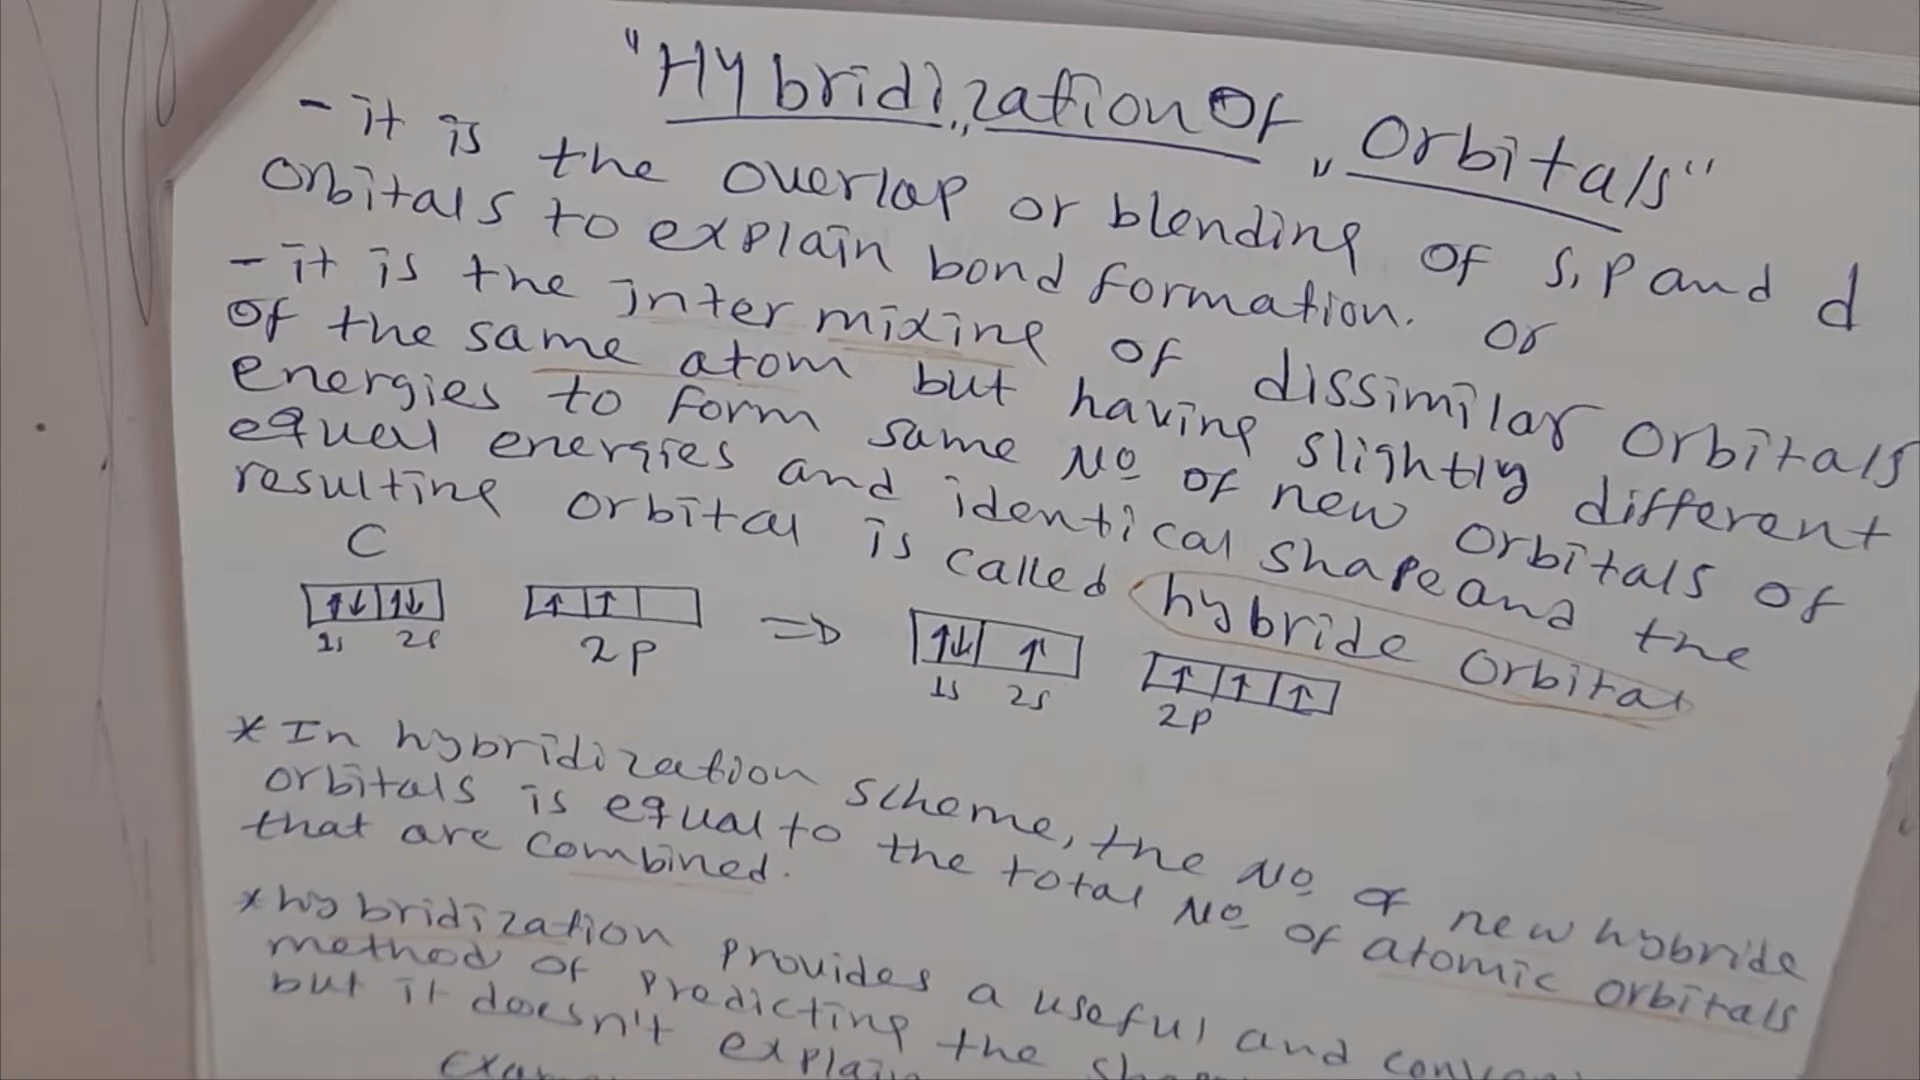 "Hybridization Of Orbitals"
- it is the overlap or blending of s, p and d
orbitals to explain bond formation. or
- it is the intermixing of dissimilar orbitals
of the same atom but having slightly different
energies to form same No of new orbitals of
equal energies and identical shape and the
resulting orbital is called hybride orbital
C
↑↓ ↑↓ ↑ ↑ => ↑↓ ↑ ↑ ↑ ↑
1s 2s 2p 1s 2s 2p
* In hybridization scheme, the No of new hybride
orbitals is equal to the total No of atomic orbitals
that are combined.
* hybridization provides a useful and
method of predicting the
but it doesn't explain